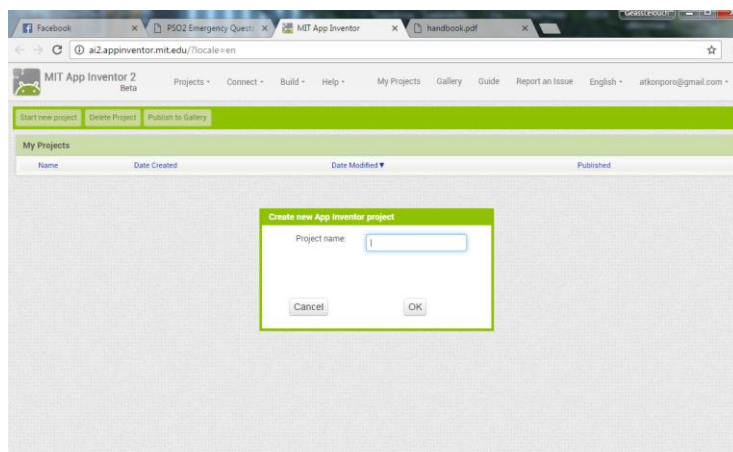 Geasscelouch
Facebook PSO2 Emergency Quest MIT App Inventor handbook.pdf
ai2.appinventor.mit.edu/?locale=en
MIT App Inventor 2
Beta
Projects Connect Build Help My Projects Gallery Guide Report an Issue English atkonporo@gmail.com
Start new project Delete Project Publish to Gallery
My Projects
Name Date Created Date Modified Published
Create new App Inventor project
Project name:
Cancel OK